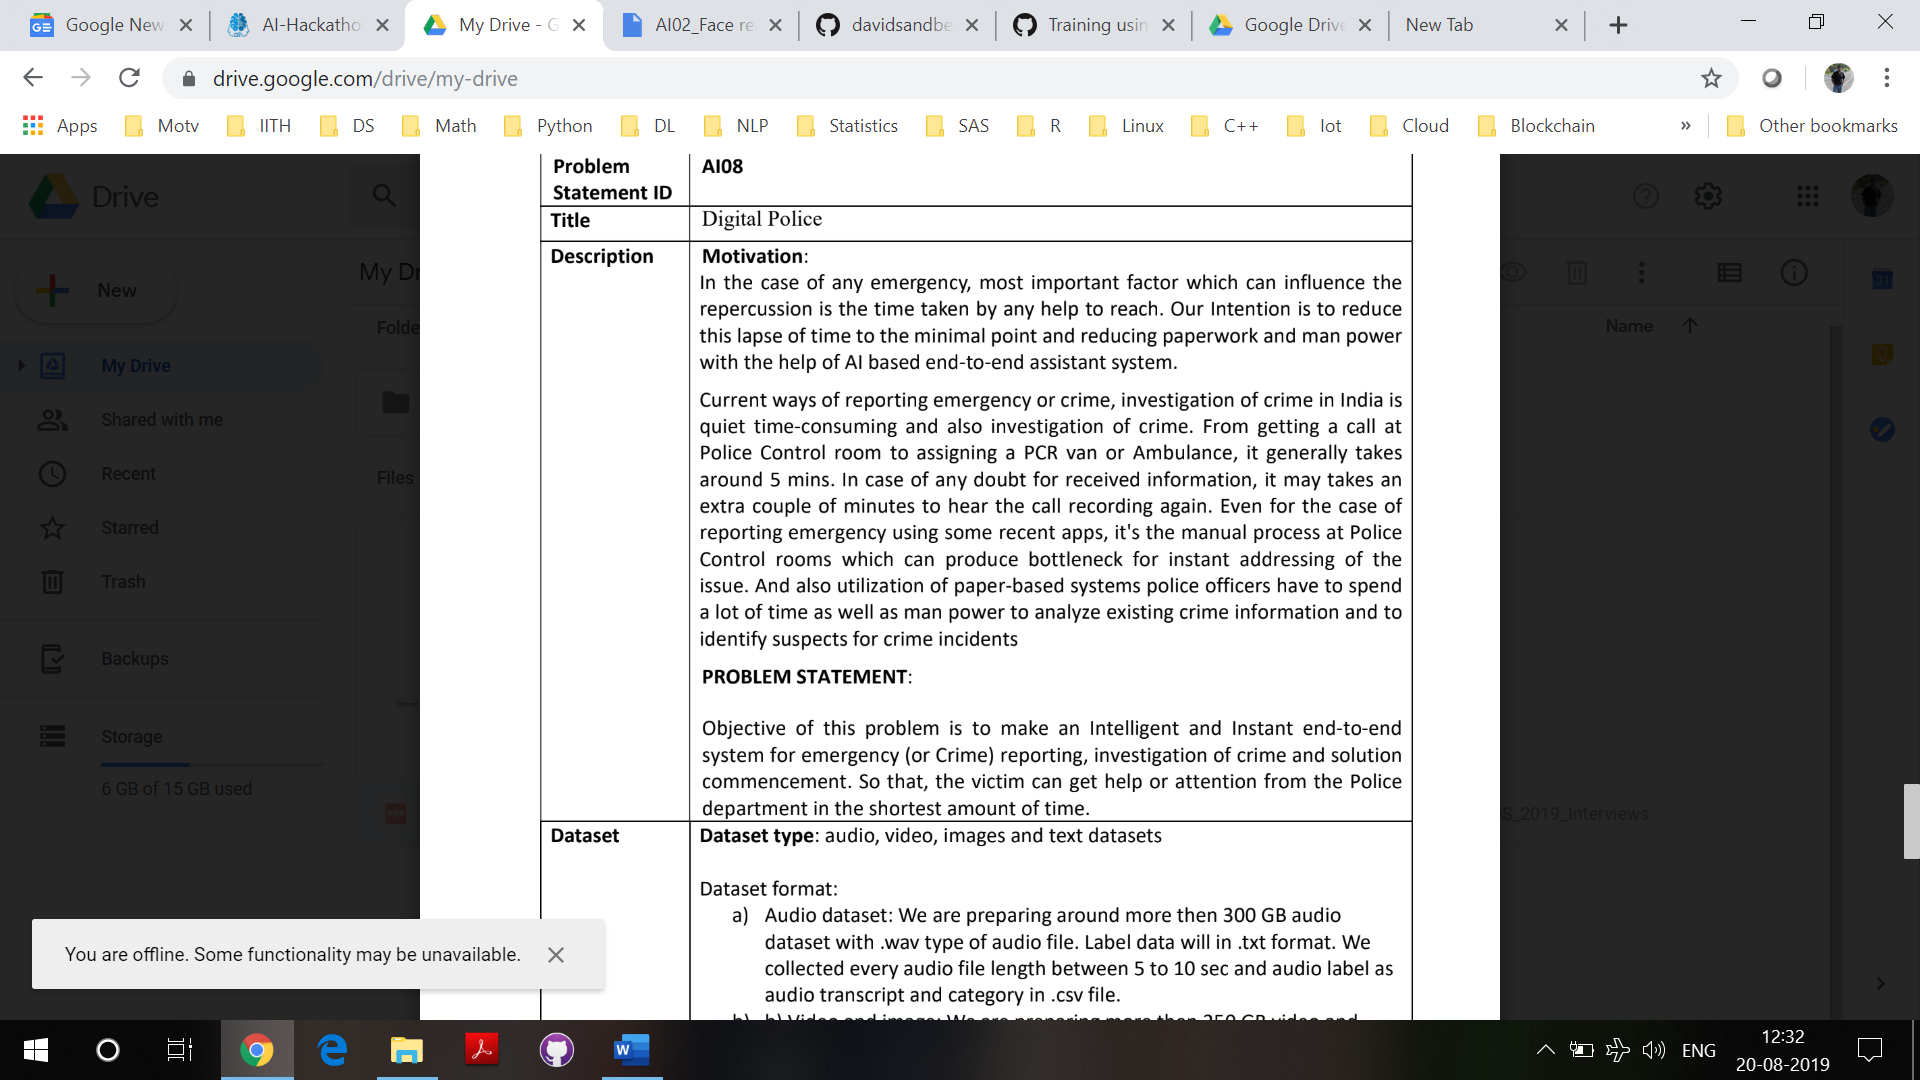 Google New
AI-Hackatho
My Drive - G
AI02_Face re
davidsandbe
Training usin
Google Drive
New Tab
drive.google.com/drive/my-drive
Apps
Motv
IITH
DS
Math
Python
DL
NLP
Statistics
SAS
R
Linux
C++
Iot
Cloud
Blockchain
»
Other bookmarks
Drive
New
My Drive
Shared with me
Recent
Starred
Trash
Backups
Storage
6 GB of 15 GB used
My Dr
Folde
Files
Name
S_2019_Interviews
Problem
Statement ID
AI08
Title
Digital Police
Description
Motivation:
In the case of any emergency, most important factor which can influence the
repercussion is the time taken by any help to reach. Our Intention is to reduce
this lapse of time to the minimal point and reducing paperwork and man power
with the help of AI based end-to-end assistant system.
Current ways of reporting emergency or crime, investigation of crime in India is
quiet time-consuming and also investigation of crime. From getting a call at
Police Control room to assigning a PCR van or Ambulance, it generally takes
around 5 mins. In case of any doubt for received information, it may takes an
extra couple of minutes to hear the call recording again. Even for the case of
reporting emergency using some recent apps, it's the manual process at Police
Control rooms which can produce bottleneck for instant addressing of the
issue. And also utilization of paper-based systems police officers have to spend
a lot of time as well as man power to analyze existing crime information and to
identify suspects for crime incidents
PROBLEM STATEMENT:
Objective of this problem is to make an Intelligent and Instant end-to-end
system for emergency (or Crime) reporting, investigation of crime and solution
commencement. So that, the victim can get help or attention from the Police
department in the shortest amount of time.
Dataset
Dataset type: audio, video, images and text datasets
Dataset format:
a) Audio dataset: We are preparing around more then 300 GB audio
dataset with .wav type of audio file. Label data will in .txt format. We
collected every audio file length between 5 to 10 sec and audio label as
audio transcript and category in .csv file.
b) b) Video and image: We are preparing more then 250 GB video and
You are offline. Some functionality may be unavailable.
ENG
12:32
20-08-2019